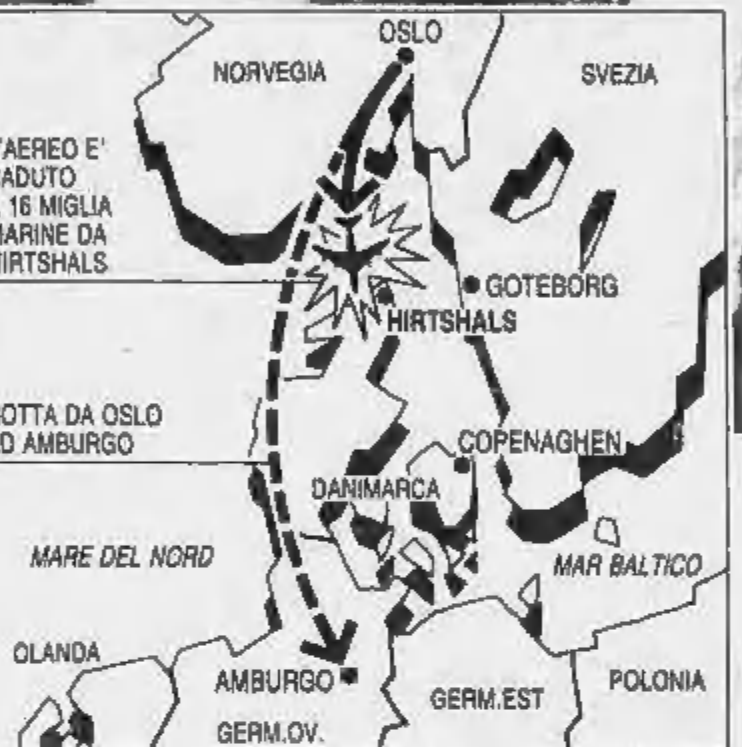 OSLO
NORVEGIA
SVEZIA
'AEREO E'
ADUTO
16 MIGLIA
MARINE DA
HIRTSHALS
GOTEBORG
HIRTSHALS
OTTA DA OSLO
D AMBURGO
COPENAGHEN
DANIMARCA
MARE DEL NORD
MAR BALTICO
OLANDA
AMBURGO
GERM.EST
POLONIA
GERM.OV.